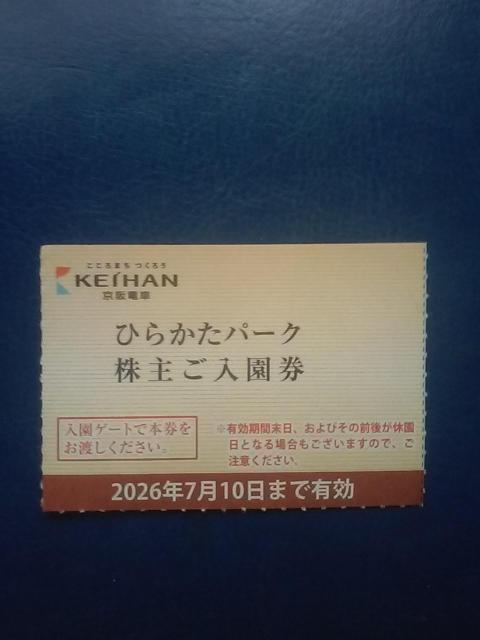 こころまち つくろう
KEIHAN
京阪電車
ひらかたパーク
株主ご入園券
入園ゲートで本券を
お渡しください。
※有効期間末日、およびその前後が休園
日となる場合もございますので、ご
注意ください。
2026年7月10日まで有効